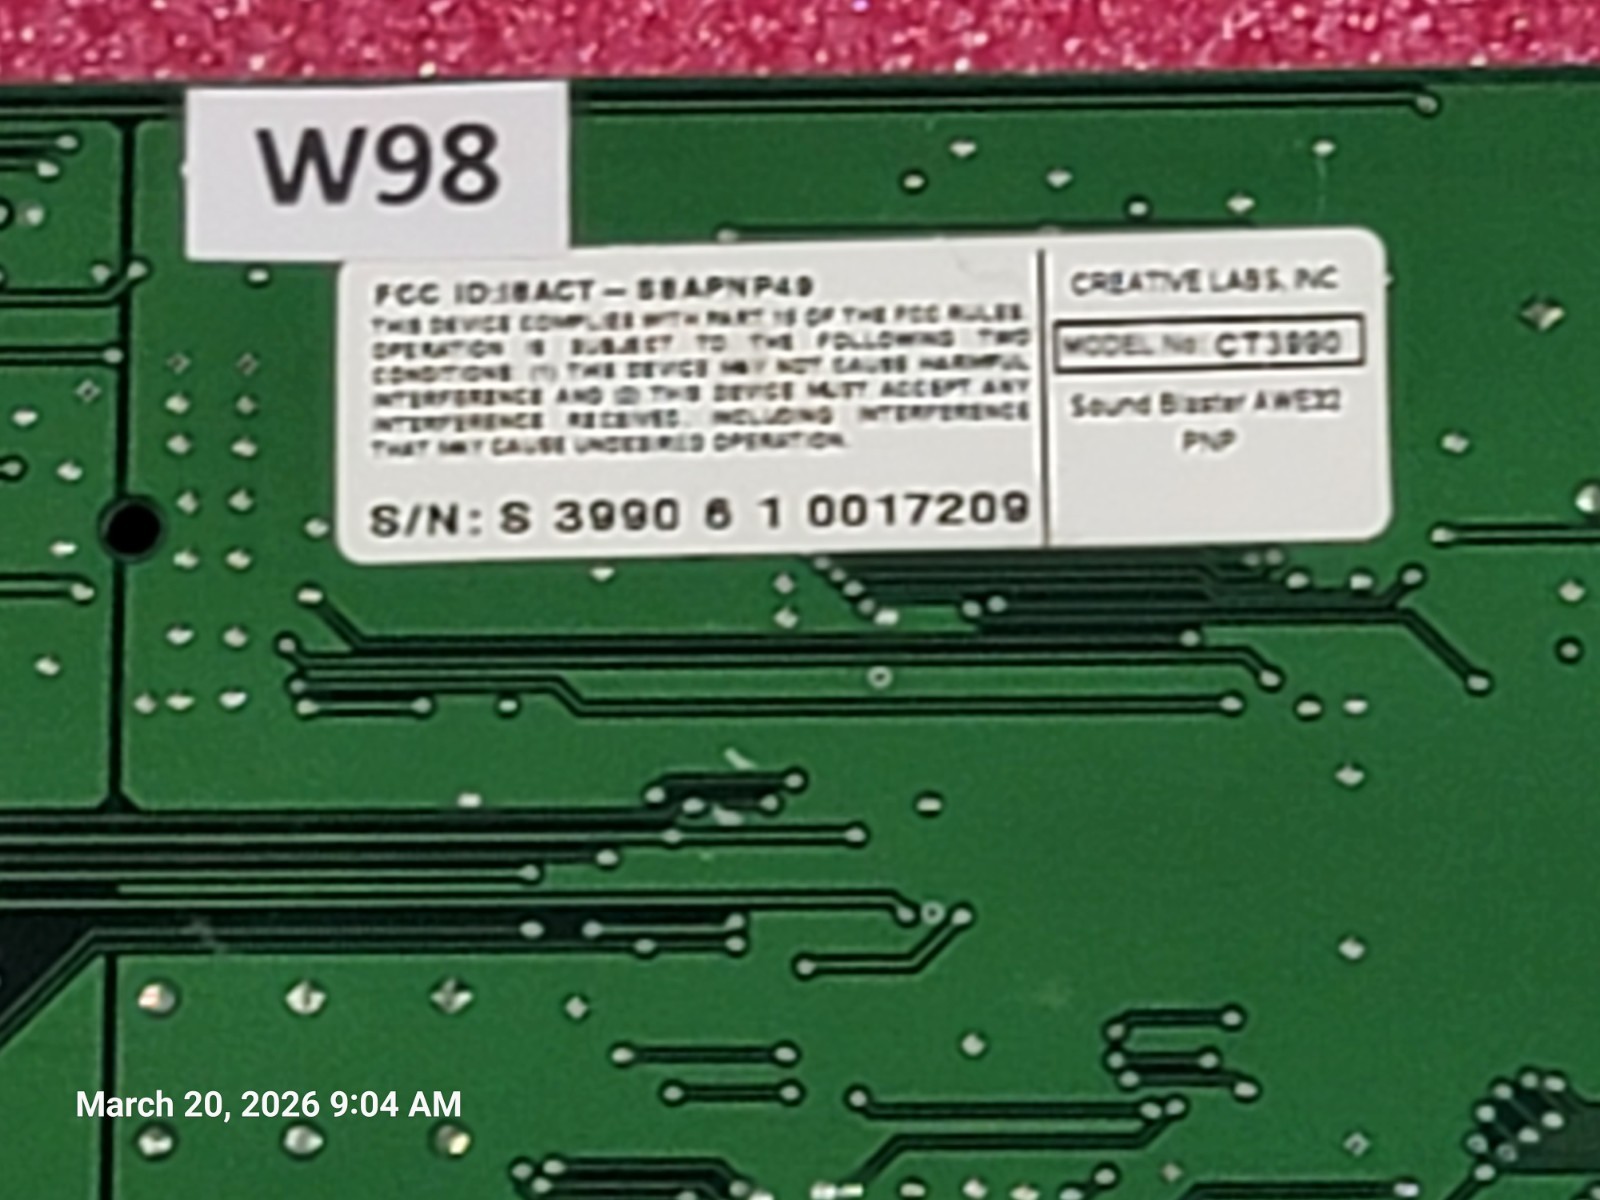 W98
FCC ID:IBACT – SBAPNP49
THIS DEVICE COMPLIES WITH PART 15 OF THE FCC RULES.
OPERATION IS SUBJECT TO THE FOLLOWING TWO
CONDITIONS: (1) THIS DEVICE MAY NOT CAUSE HARMFUL
INTERFERENCE AND (2) THIS DEVICE MUST ACCEPT ANY
INTERFERENCE RECEIVED, INCLUDING INTERFERENCE
THAT MAY CAUSE UNDESIRED OPERATION.
S/N: S 3990 6 1 0017209
CREATIVE LABS, INC
MODEL No: CT3990
Sound Blaster AWE32
PNP
March 20, 2026 9:04 AM